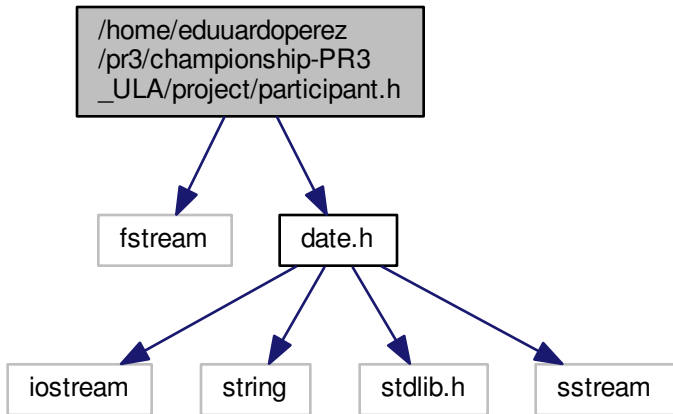 /home/eduuardoperez
/pr3/championship-PR3
_ULA/project/participant.h
fstream
date.h
iostream
string
stdlib.h
sstream